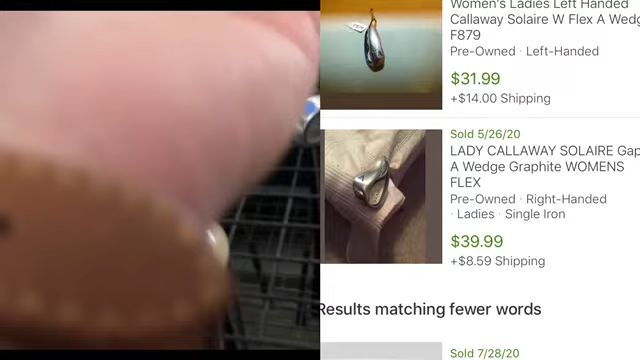 Women's Ladies Left Handed
Callaway Solaire W Flex A Wedg
F879
Pre-Owned · Left-Handed
$31.99
+$14.00 Shipping
Sold 5/26/20
LADY CALLAWAY SOLAIRE Gap
A Wedge Graphite WOMENS
FLEX
Pre-Owned · Right-Handed
· Ladies · Single Iron
$39.99
+$8.59 Shipping
Results matching fewer words
Sold 7/28/20